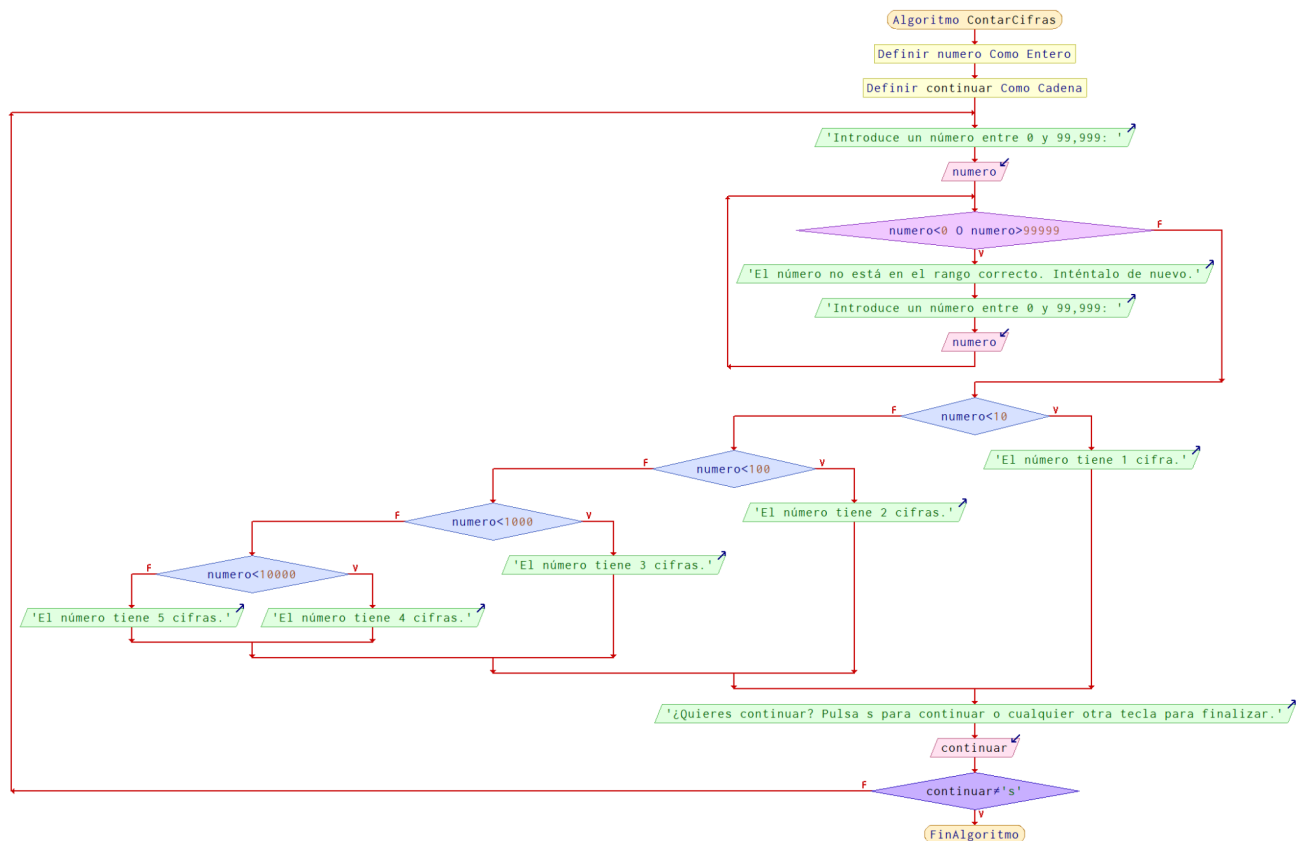 Algoritmo ContarCifras
Definir numero Como Entero
Definir continuar Como Cadena
'Introduce un número entre 0 y 99,999: '
numero
numero<0 O numero>99999
F
V
'El número no está en el rango correcto. Inténtalo de nuevo.'
'Introduce un número entre 0 y 99,999: '
numero
numero<10
F
V
'El número tiene 1 cifra.'
numero<100
F
V
'El número tiene 2 cifras.'
numero<1000
F
V
'El número tiene 3 cifras.'
numero<10000
F
V
'El número tiene 5 cifras.'
'El número tiene 4 cifras.'
'¿Quieres continuar? Pulsa s para continuar o cualquier otra tecla para finalizar.'
continuar
continuar≠'s'
F
V
FinAlgoritmo